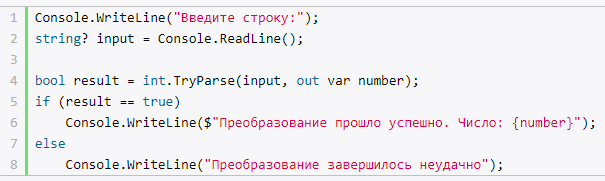 1 Console.WriteLine("Введите строку:");
2 string? input = Console.ReadLine();
3
4 bool result = int.TryParse(input, out var number);
5 if (result == true)
6     Console.WriteLine($"Преобразование прошло успешно. Число: {number}");
7 else
8     Console.WriteLine("Преобразование завершилось неудачно");